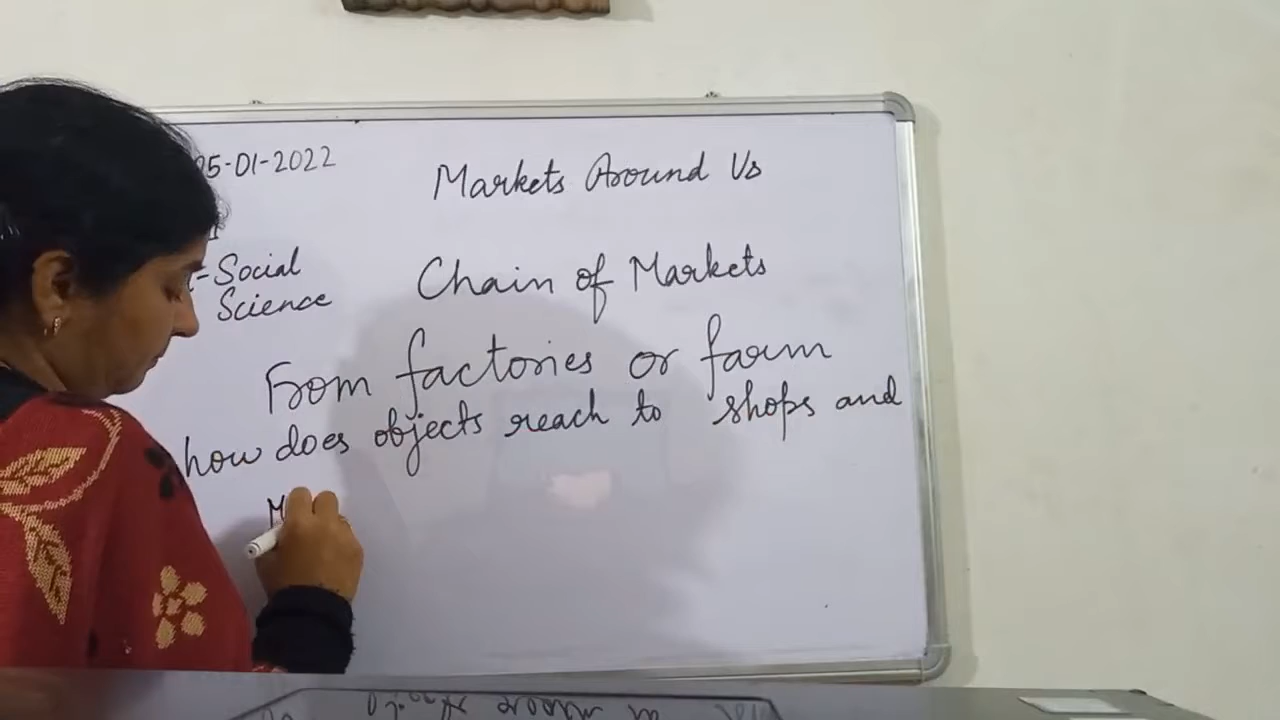 05-01-2022
Markets Around Us
-Social
Science
Chain of Markets
From factories or farm
how does objects reach to shops and
M